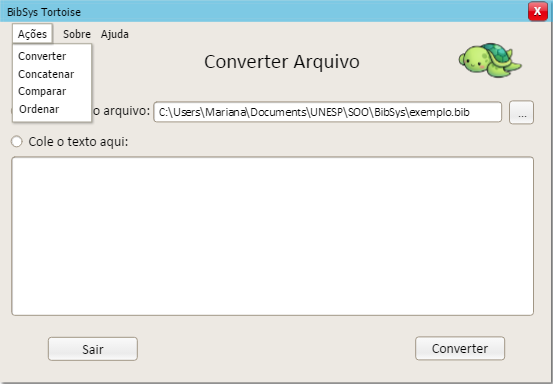 BibSys Tortoise
X
Ações Sobre Ajuda
Converter
Concatenar
Comparar
Ordenar
Converter Arquivo
o arquivo: C:\Users\Mariana\Documents\UNESP\SOO\BibSys\exemplo.bib ...
Cole o texto aqui:
Sair Converter